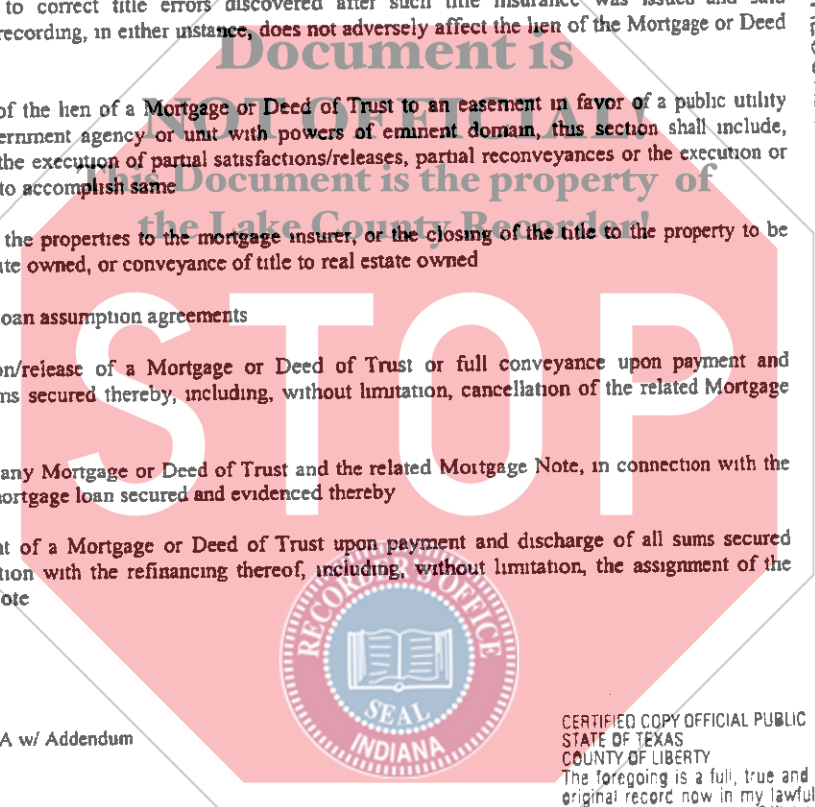 to correct title errors discovered after such title insurance was issued and said
recording, in either instance, does not adversely affect the lien of the Mortgage or Deed
Document is
of the lien of a Mortgage or Deed of Trust to an easement in favor of a public utility
NOT OFFICIAL!
ernment agency or unit with powers of eminent domain, this section shall include,
the execution of partial satisfactions/releases, partial reconveyances or the execution or
to accomplish same
This Document is the property of
the Lake County Recorder!
the properties to the mortgage insurer, or the closing of the title to the property to be
te owned, or conveyance of title to real estate owned
oan assumption agreements
STOP
on/release of a Mortgage or Deed of Trust or full conveyance upon payment and
ms secured thereby, including, without limitation, cancellation of the related Mortgage
any Mortgage or Deed of Trust and the related Mortgage Note, in connection with the
ortgage loan secured and evidenced thereby
nt of a Mortgage or Deed of Trust upon payment and discharge of all sums secured
tion with the refinancing thereof, including, without limitation, the assignment of the
ote
RECORDER'S OFFICE
SEAL
INDIANA
A w/ Addendum
CERTIFIED COPY OFFICIAL PUBLIC
STATE OF TEXAS
COUNTY OF LIBERTY
The foregoing is a full, true and
original record now in my lawful